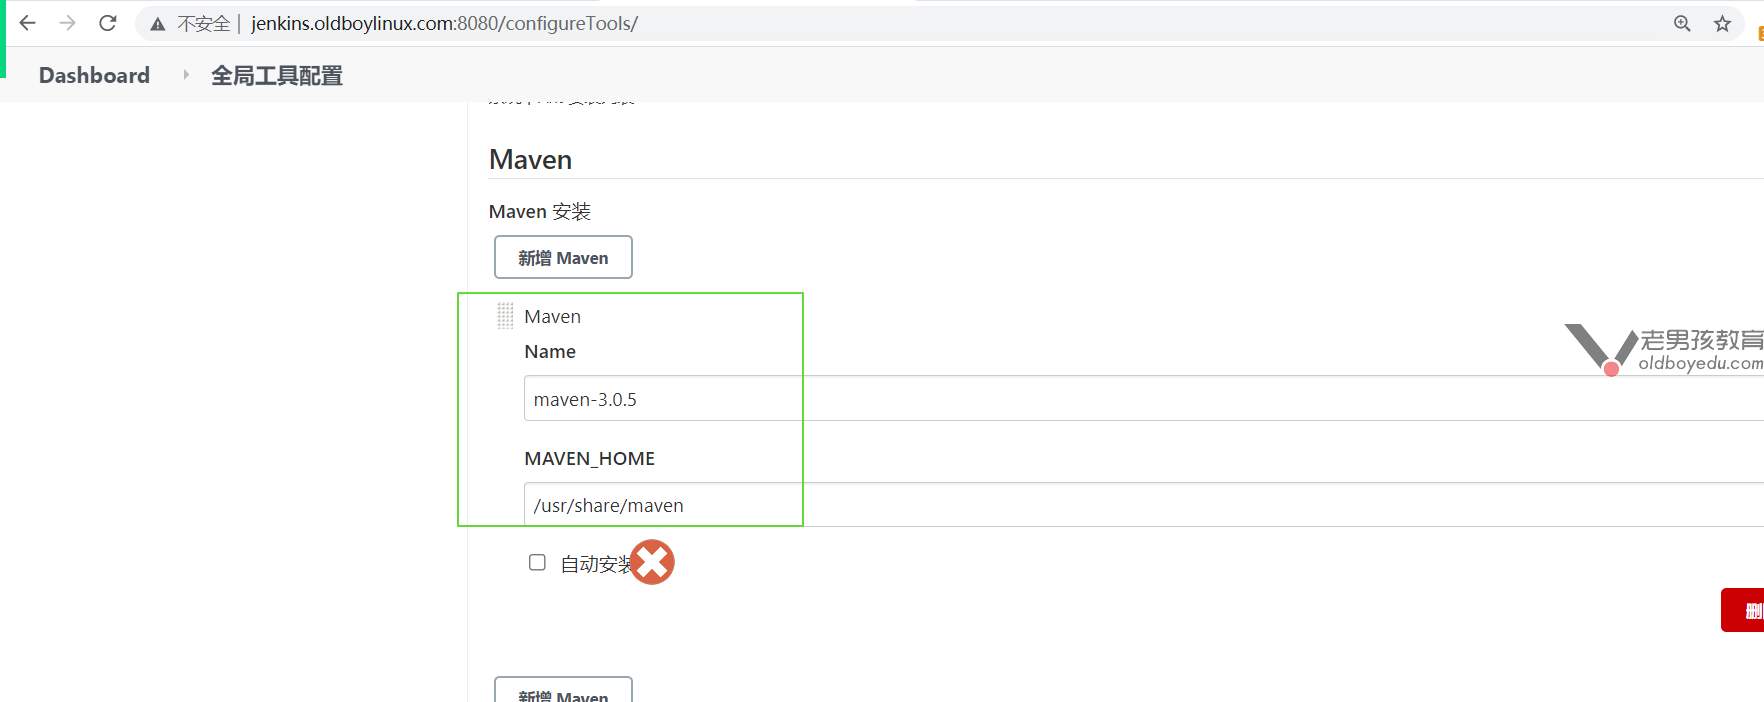 不安全 | jenkins.oldboylinux.com:8080/configureTools/
Dashboard 全局工具配置
Maven
Maven 安装
新增 Maven
Maven
Name
maven-3.0.5
MAVEN_HOME
/usr/share/maven
自动安装
老男孩教育
oldboyedu.com
新增 Maven